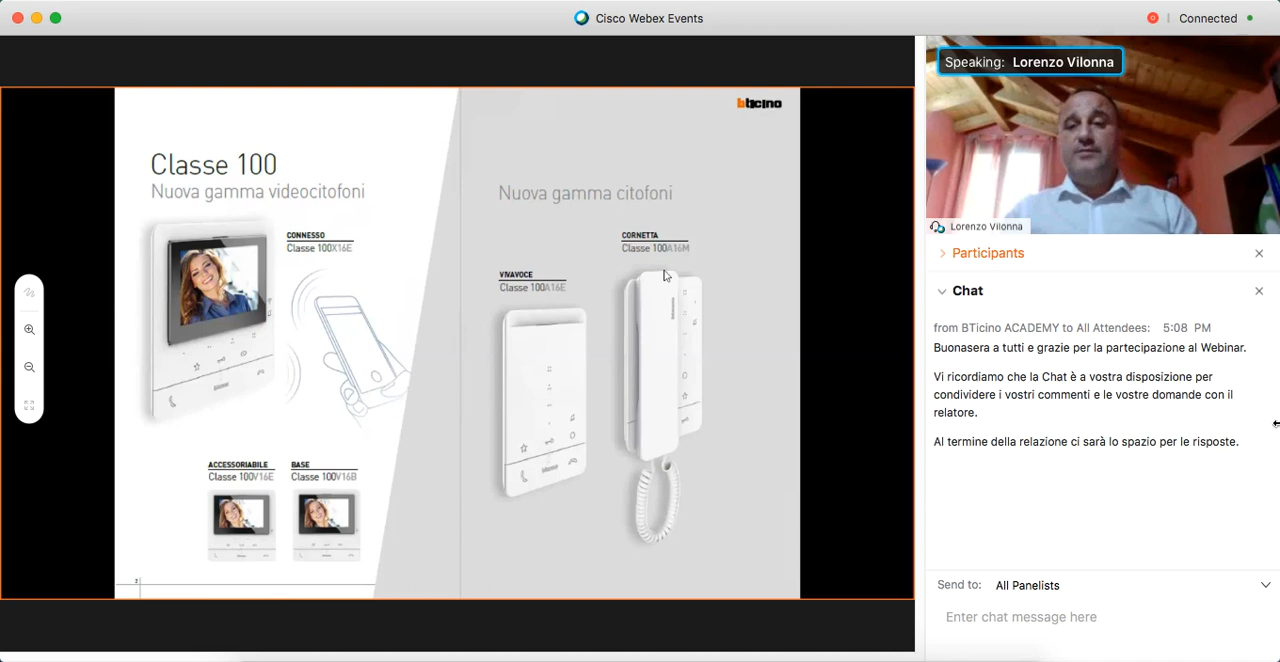 Cisco Webex Events
Connected
bticino
Classe 100
Nuova gamma videocitofoni
CONNESSO
Classe 100X16E
ACCESSORIABILE
Classe 100V16E
BASE
Classe 100V16B
2
Nuova gamma citofoni
VIVAVOCE
Classe 100A16E
CORNETTA
Classe 100A16M
Speaking: Lorenzo Vilonna
Lorenzo Vilonna
Participants
Chat
from BTicino ACADEMY to All Attendees: 5:08 PM
Buonasera a tutti e grazie per la partecipazione al Webinar.
Vi ricordiamo che la Chat è a vostra disposizione per
condividere i vostri commenti e le vostre domande con il
relatore.
Al termine della relazione ci sarà lo spazio per le risposte.
Send to: All Panelists
Enter chat message here